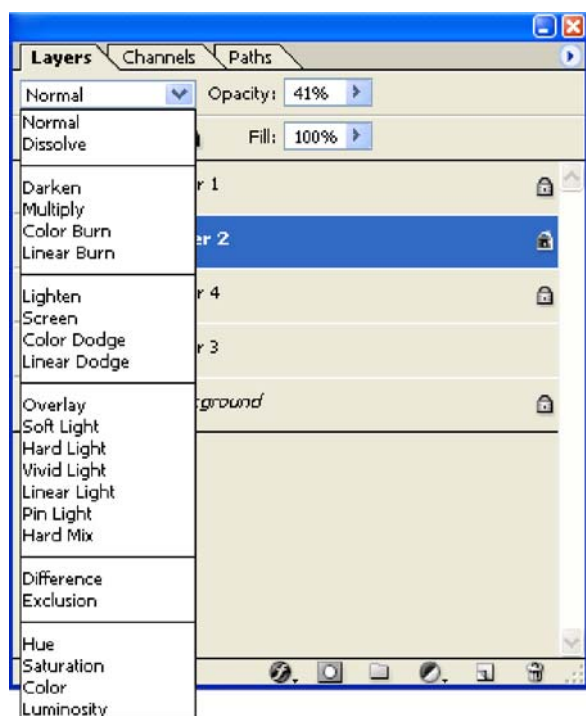 Layers Channels Paths
Normal Opacity: 41%
Normal
Dissolve
Fill: 100%
Darken
Multiply
Color Burn
Linear Burn
Lighten
Screen
Color Dodge
Linear Dodge
Overlay
Soft Light
Hard Light
Vivid Light
Linear Light
Pin Light
Hard Mix
Difference
Exclusion
Hue
Saturation
Color
Luminosity
r 1
er 2
r 4
r 3
ground